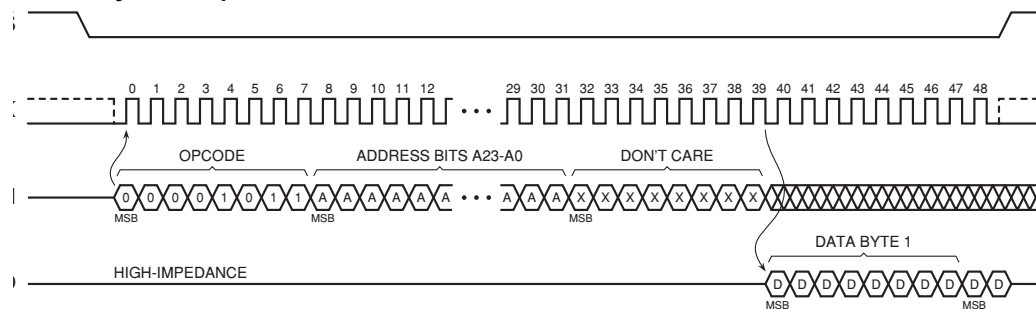 0 1 2 3 4 5 6 7 8 9 10 11 12 29 30 31 32 33 34 35 36 37 38 39 40 41 42 43 44 45 46 47 48
OPCODE ADDRESS BITS A23-A0 DON'T CARE
0 0 0 0 1 0 1 1 A A A A A A A A A X X X X X X X X
MSB MSB MSB
DATA BYTE 1
HIGH-IMPEDANCE
D D D D D D D D D D
MSB MSB